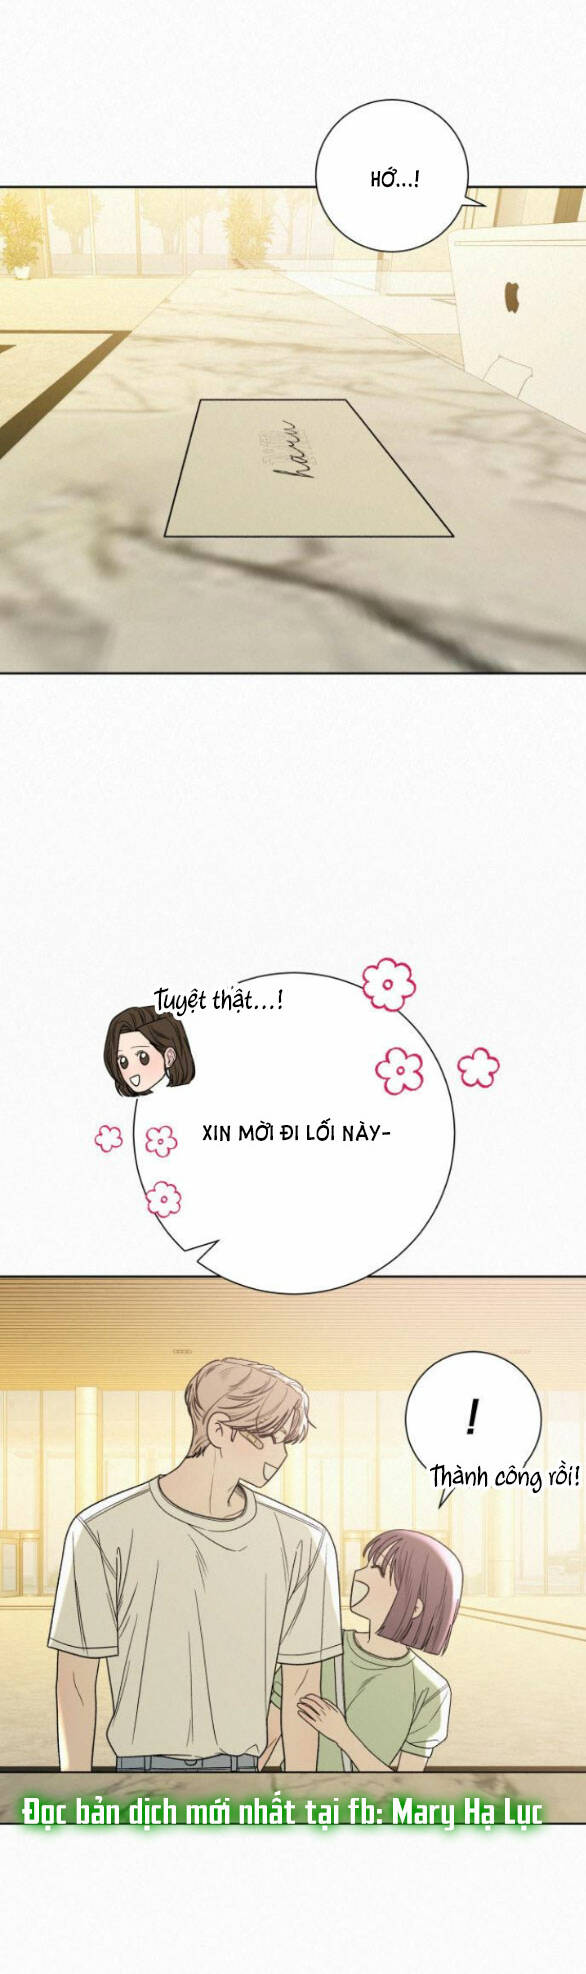 HỚ...!
haru
Tuyệt thật...!
XIN MỜI ĐI LỐI NÀY-
!
Thành công rồi!
Đọc bản dịch mới nhất tại fb: Mary Hạ Lục